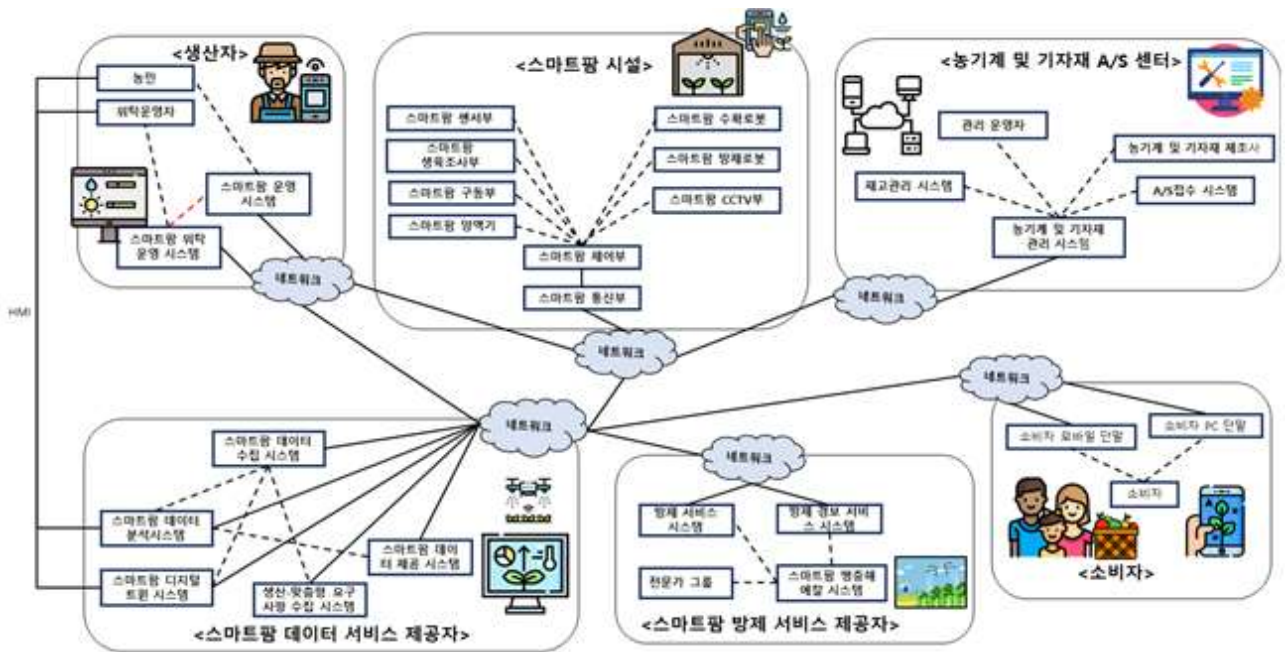 <생산자>
농민
위탁운영자
스마트팜 운영
시스템
스마트팜 위탁
운영 시스템
네트워크
HMI
<스마트팜 시설>
스마트팜 센서부
스마트팜
생육조사부
스마트팜 구동부
스마트팜 양액기
스마트팜 수확로봇
스마트팜 방제로봇
스마트팜 CCTV부
스마트팜 제어부
스마트팜 통신부
네트워크
<농기계 및 기자재 A/S 센터>
관리 운영자
농기계 및 기자재 제조사
재고관리 시스템
A/S접수 시스템
농기계 및 기자재
관리 시스템
네트워크
네트워크
스마트팜 데이터
수집 시스템
스마트팜 데이터
분석시스템
스마트팜 디지털
트윈 시스템
생산·맞춤형 요구
사항 수집 시스템
스마트팜 데이
터 제공 시스템
<스마트팜 데이터 서비스 제공자>
네트워크
방제 서비스
시스템
방제 경보 서비
스 시스템
전문가 그룹
스마트팜 병충해
예찰 시스템
<스마트팜 방제 서비스 제공자>
네트워크
소비자 모바일 단말
소비자 PC 단말
소비자
<소비자>